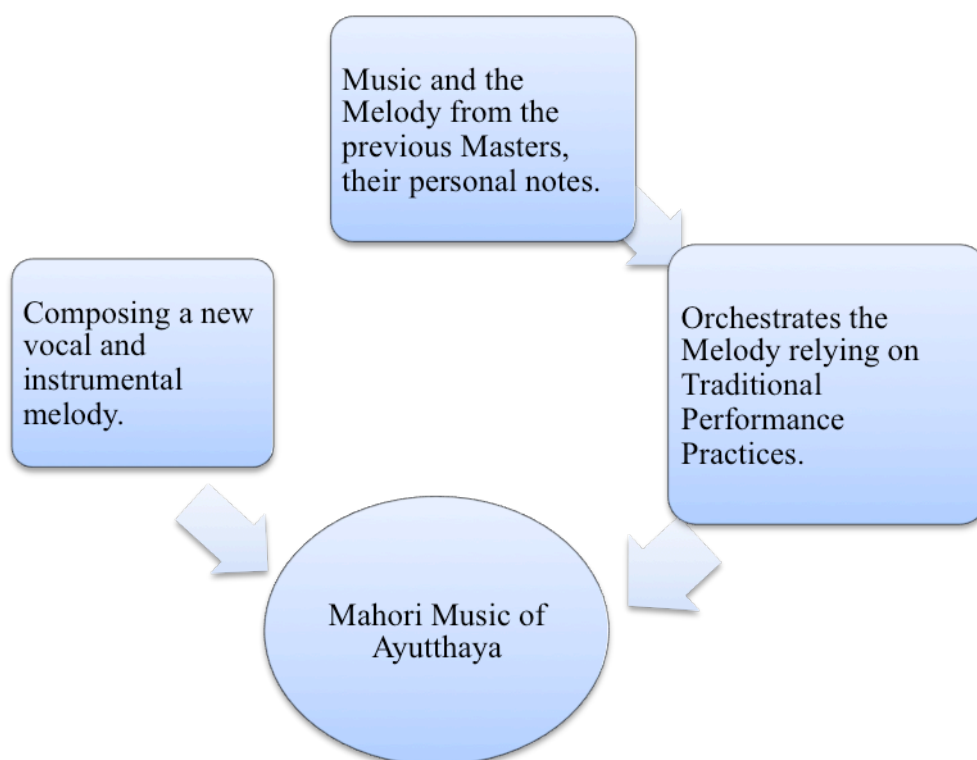 Music and the
Melody from the
previous Masters,
their personal notes.
Composing a new
vocal and
instrumental
melody.
Orchestrates the
Melody relying on
Traditional
Performance
Practices.
Mahori Music of
Ayutthaya